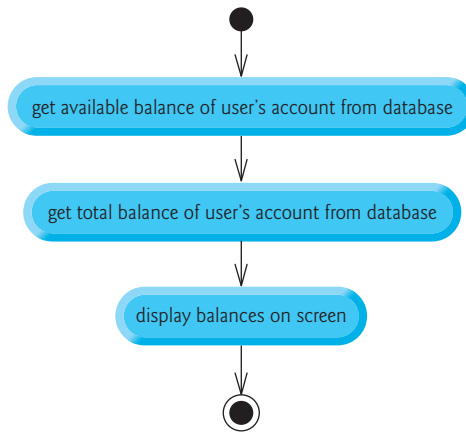 get available balance of user’s account from database
get total balance of user’s account from database
display balances on screen